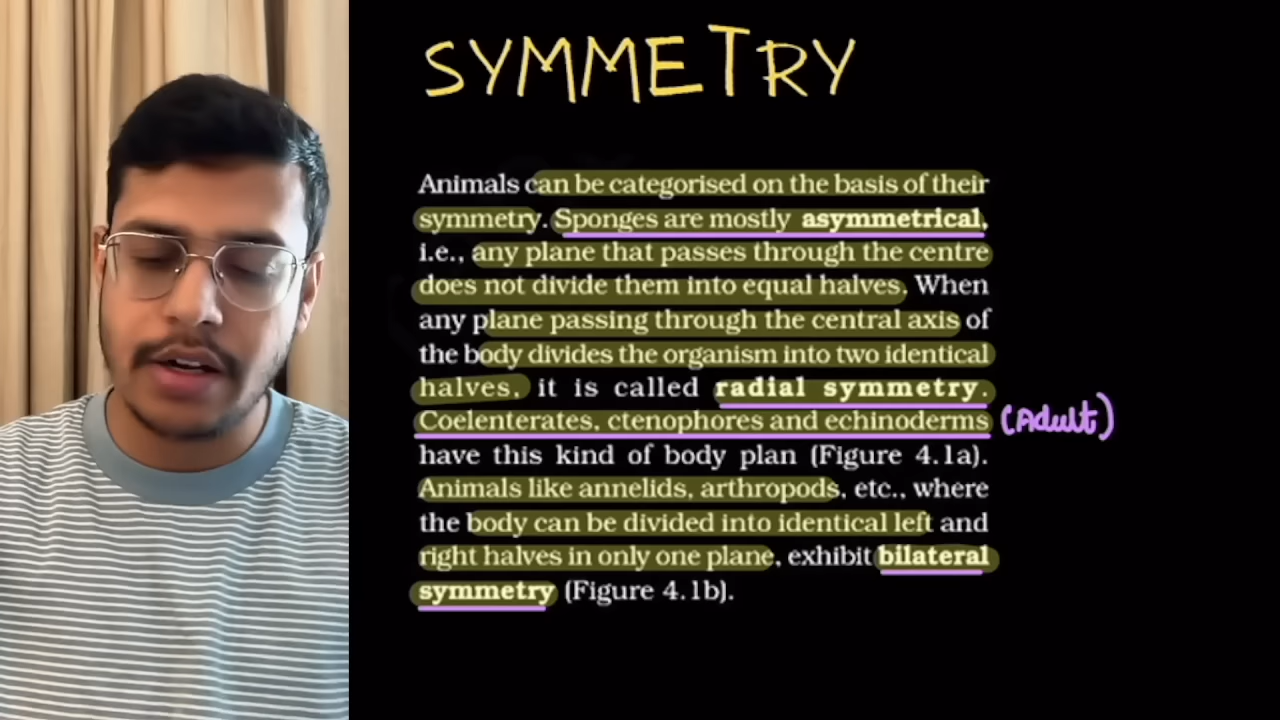 SYMMETRY
Animals can be categorised on the basis of their
symmetry. Sponges are mostly asymmetrical,
i.e., any plane that passes through the centre
does not divide them into equal halves. When
any plane passing through the central axis of
the body divides the organism into two identical
halves, it is called radial symmetry.
Coelenterates, ctenophores and echinoderms (Adult)
have this kind of body plan (Figure 4.1a).
Animals like annelids, arthropods, etc., where
the body can be divided into identical left and
right halves in only one plane, exhibit bilateral
symmetry (Figure 4.1b).